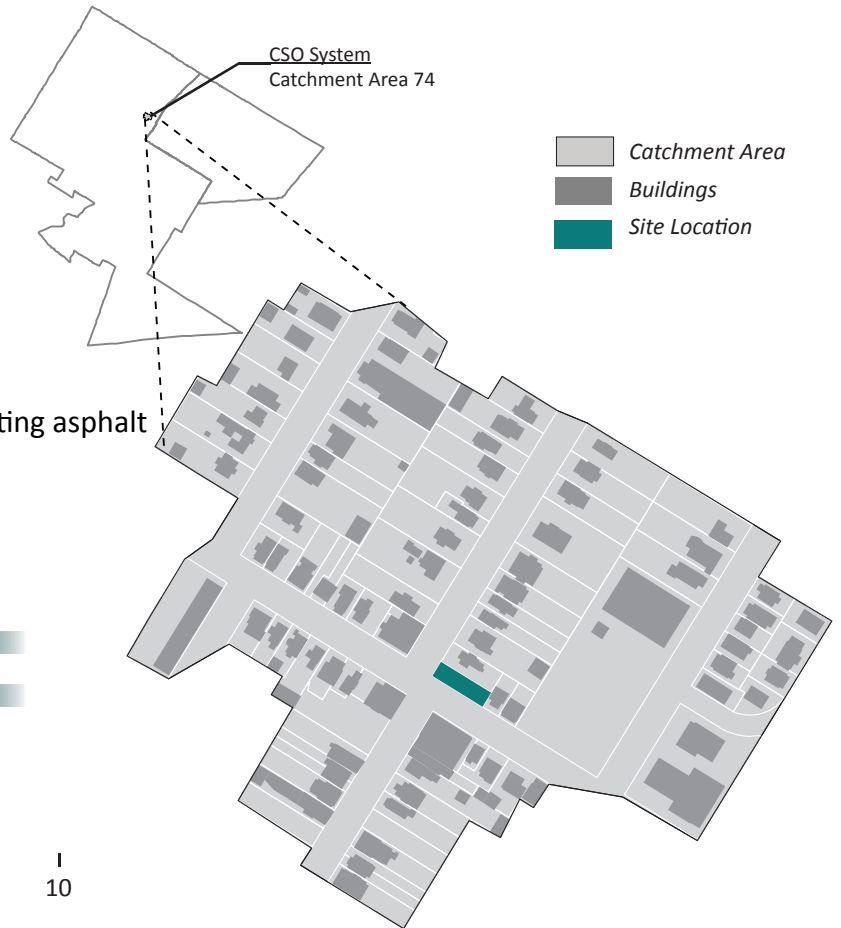 CSO System
Catchment Area 74
Catchment Area
Buildings
Site Location
ting asphalt
10